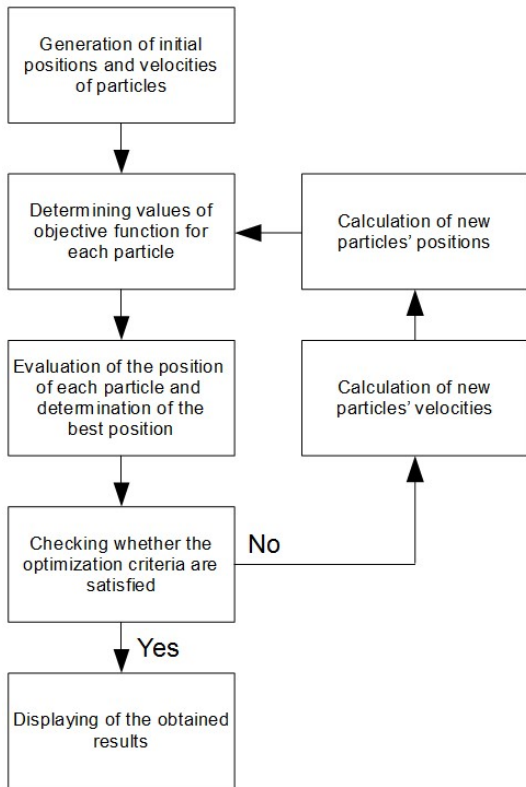 Generation of initial
positions and velocities
of particles
Determining values of
objective function for
each particle
Calculation of new
particles’ positions
Evaluation of the position
of each particle and
determination of the
best position
Calculation of new
particles’ velocities
Checking whether the
optimization criteria are
satisfied
No
Yes
Displaying of the obtained
results